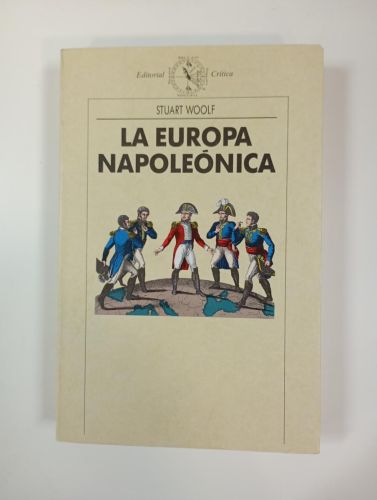 Editorial Crítica
STUART WOOLF
LA EUROPA
NAPOLEÓNICA